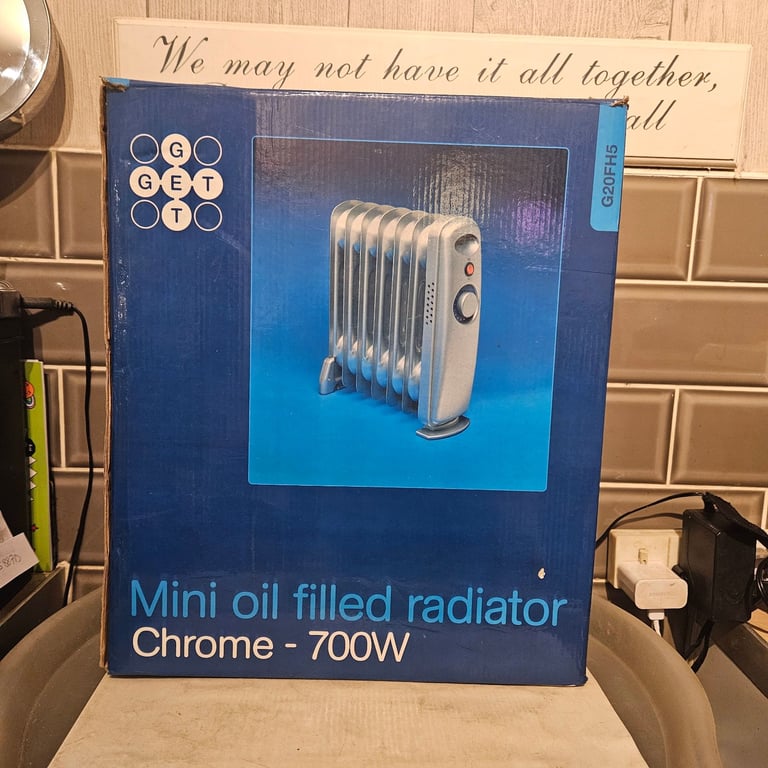 We may not have it all together,
all
G
GET
T
G20FH5
Mini oil filled radiator
Chrome - 700W